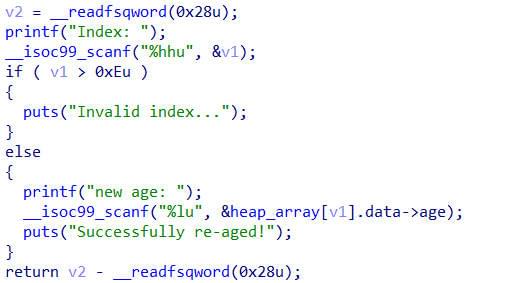 v2 = __readfsqword(0x28u);
printf("Index: ");
__isoc99_scanf("%hhu", &v1);
if ( v1 > 0xEu )
{
  puts("Invalid index...");
}
else
{
  printf("new age: ");
  __isoc99_scanf("%lu", &heap_array[v1].data->age);
  puts("Successfully re-aged!");
}
return v2 - __readfsqword(0x28u);